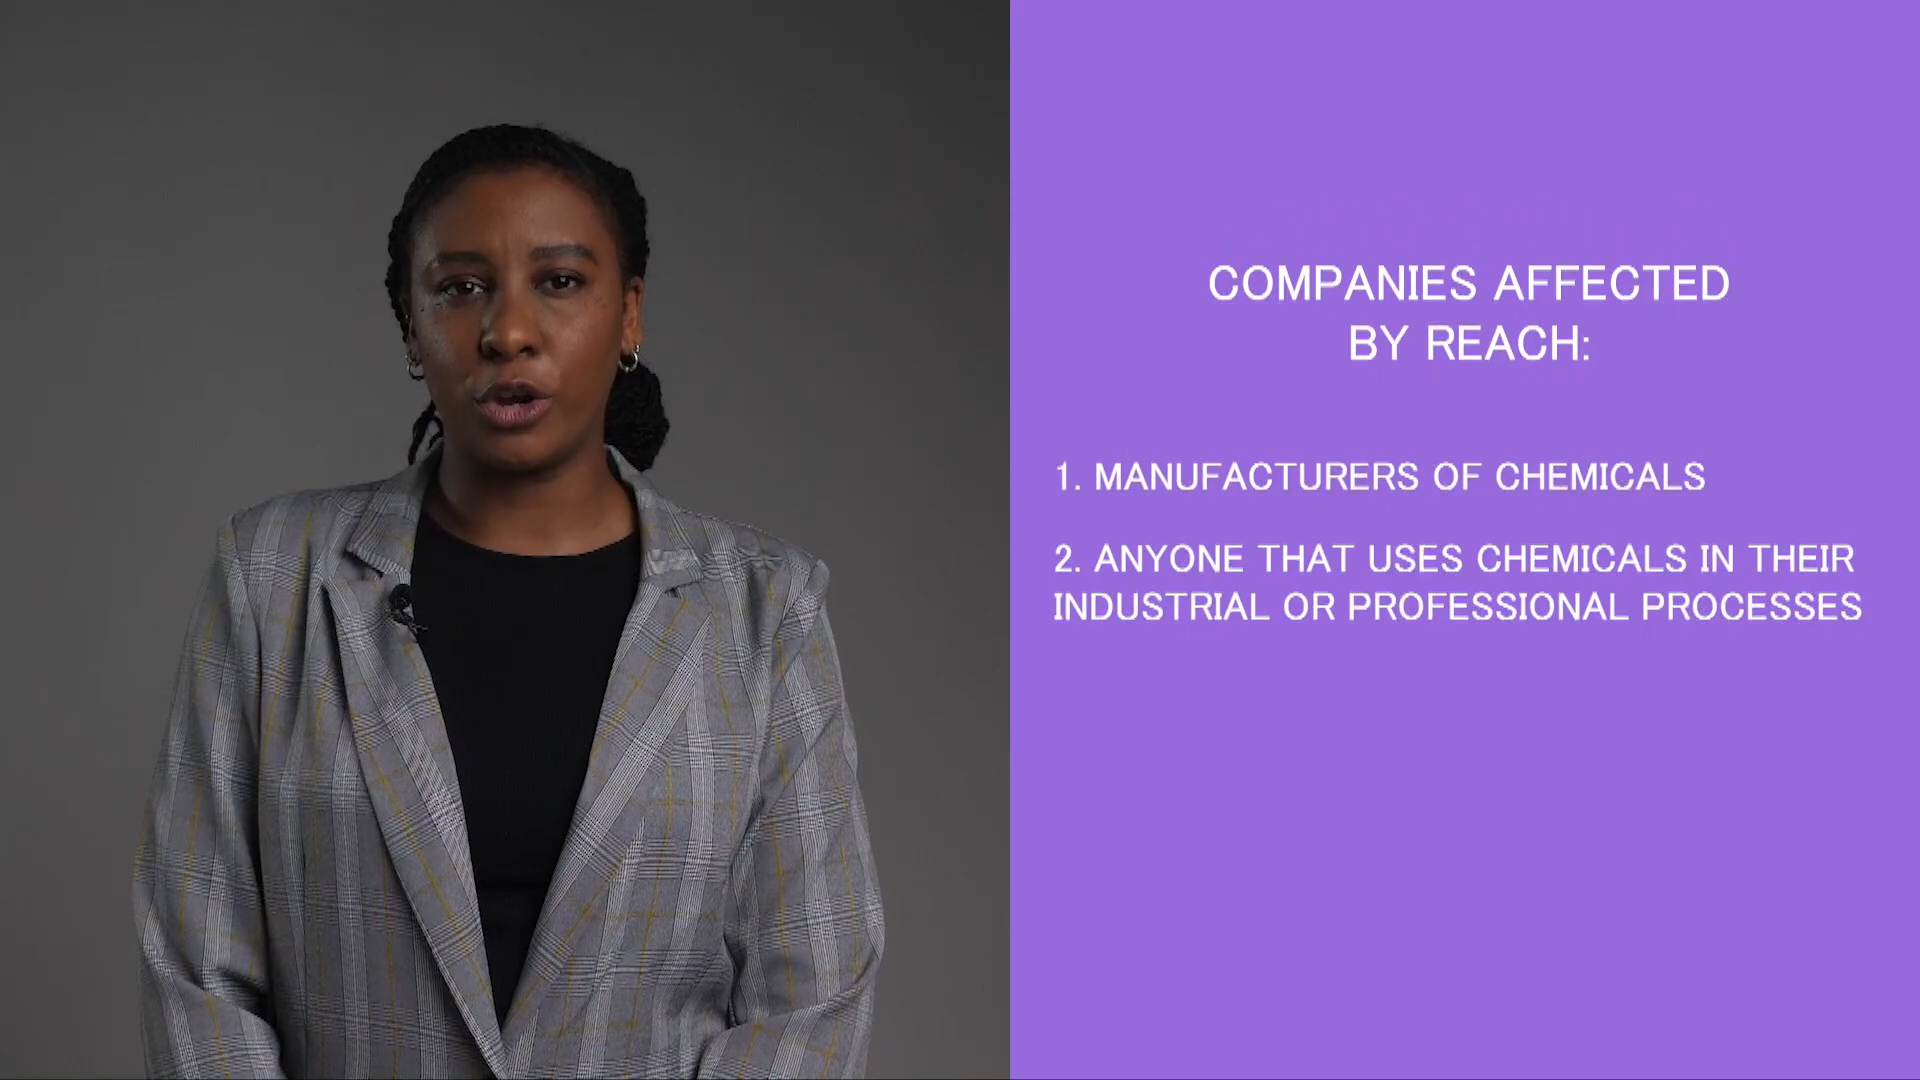 COMPANIES AFFECTED
BY REACH:
1. MANUFACTURERS OF CHEMICALS
2. ANYONE THAT USES CHEMICALS IN THEIR
INDUSTRIAL OR PROFESSIONAL PROCESSES